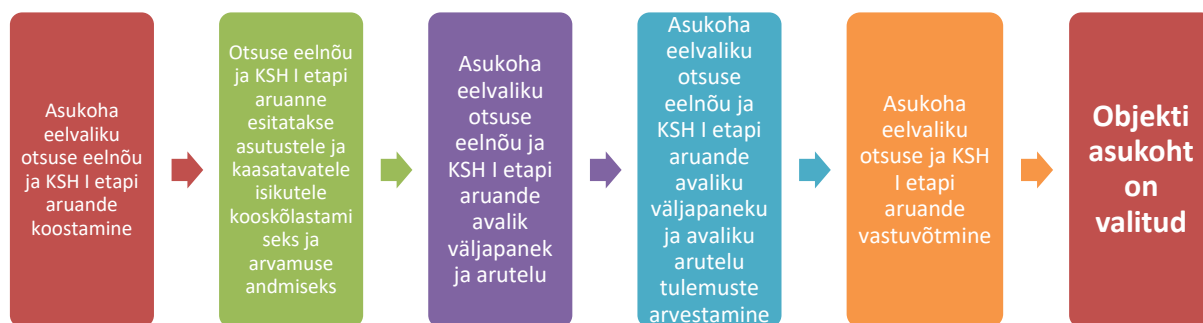 Asukoha
eelvaliku
otsuse eelnõu
ja KSH I etapi
aruande
koostamine
Otsuse eelnõu
ja KSH I etapi
aruanne
esitatakse
asutustele ja
kaasatavatele
isikutele
kooskõlastami
seks ja
arvamuse
andmiseks
Asukoha
eelvaliku
otsuse
eelnõu ja
KSH I etapi
aruande
avalik
väljapanek
ja arutelu
Asukoha
eelvaliku
otsuse
eelnõu ja
KSH I etapi
aruande
avaliku
väljapaneku
ja avaliku
arutelu
tulemuste
arvestamine
Asukoha
eelvaliku
otsuse ja KSH
I etapi
aruande
vastuvõtmine
Objekti
asukoht
on
valitud